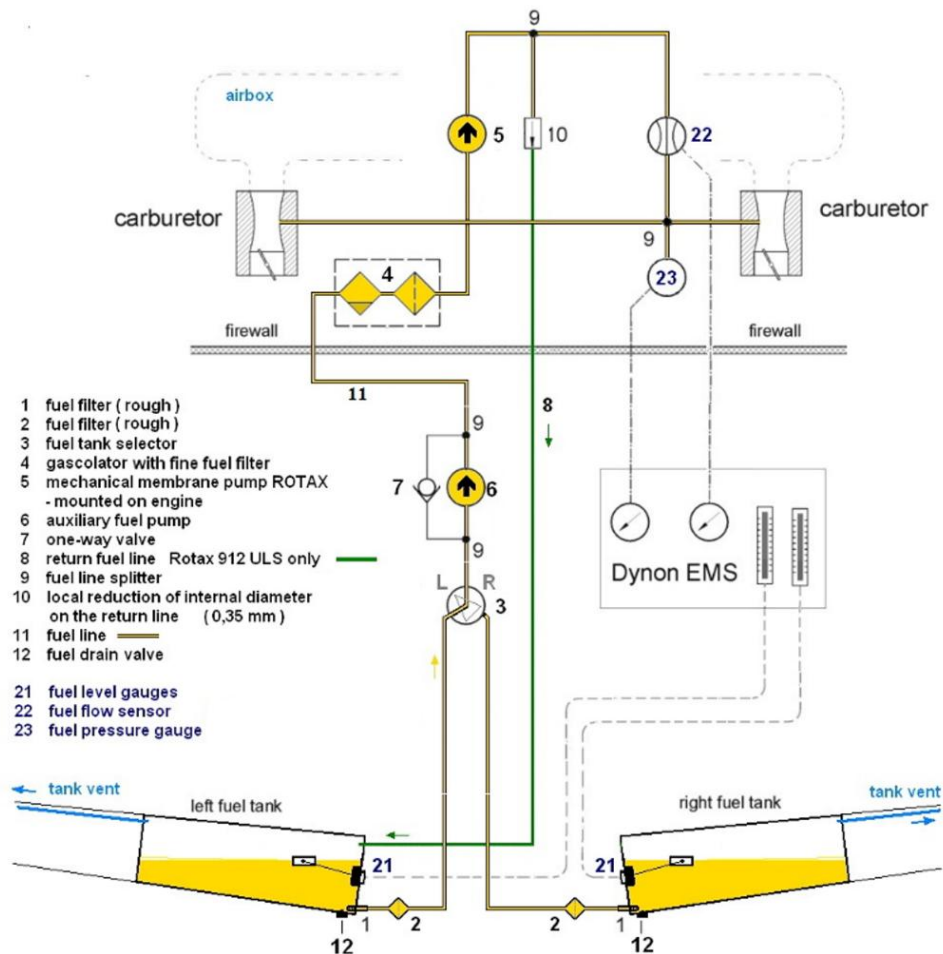 9
airbox
5
10
22
carburetor
carburetor
9
4
23
firewall
firewall
11
8
1 fuel filter ( rough )
2 fuel filter ( rough )
3 fuel tank selector
4 gascolator with fine fuel filter
5 mechanical membrane pump ROTAX
- mounted on engine
6 auxiliary fuel pump
7 one-way valve
8 return fuel line Rotax 912 ULS only
9 fuel line splitter
10 local reduction of internal diameter
on the return line ( 0,35 mm )
11 fuel line
12 fuel drain valve
21 fuel level gauges
22 fuel flow sensor
23 fuel pressure gauge
9
7
6
9
L R
3
Dynon EMS
tank vent
left fuel tank
right fuel tank
tank vent
21
21
1
2
2
1
12
12